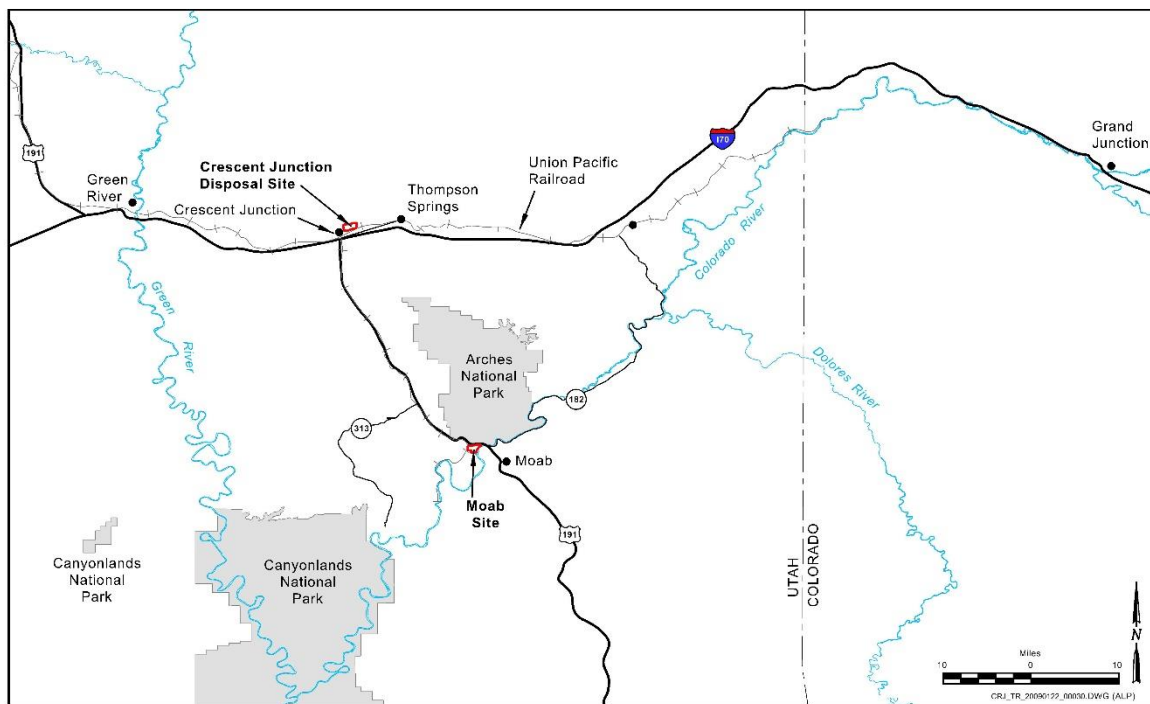 191
Green
River
Crescent Junction
Disposal Site
Crescent Junction
Thompson
Springs
Union Pacific
Railroad
I70
Grand
Junction
Colorado River
Green
River
Arches
National
Park
Dolores River
182
313
Moab
Moab
Site
191
Canyonlands
National
Park
Canyonlands
National
Park
UTAH
COLORADO
N
Miles
10
0
10
CRJ_TR_20090122_00030.DWG (ALP)